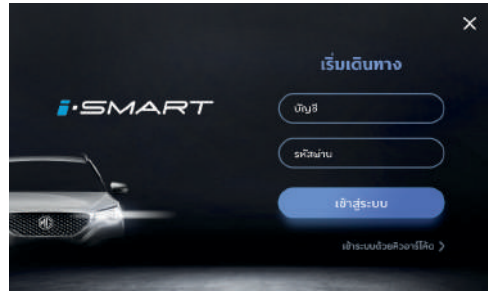 เริ่มเดินทาง
i·SMART
บัญชี
รหัสผ่าน
เข้าสู่ระบบ
เข้าระบบด้วยคิวอาร์โค้ด
MG